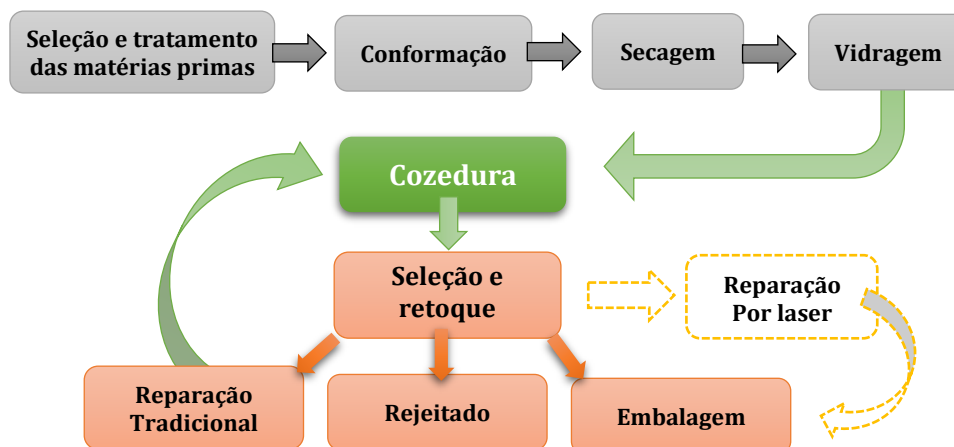 Seleção e tratamento
das matérias primas
Conformação
Secagem
Vidragem
Cozedura
Seleção e
retoque
Reparação
Por laser
Reparação
Tradicional
Rejeitado
Embalagem